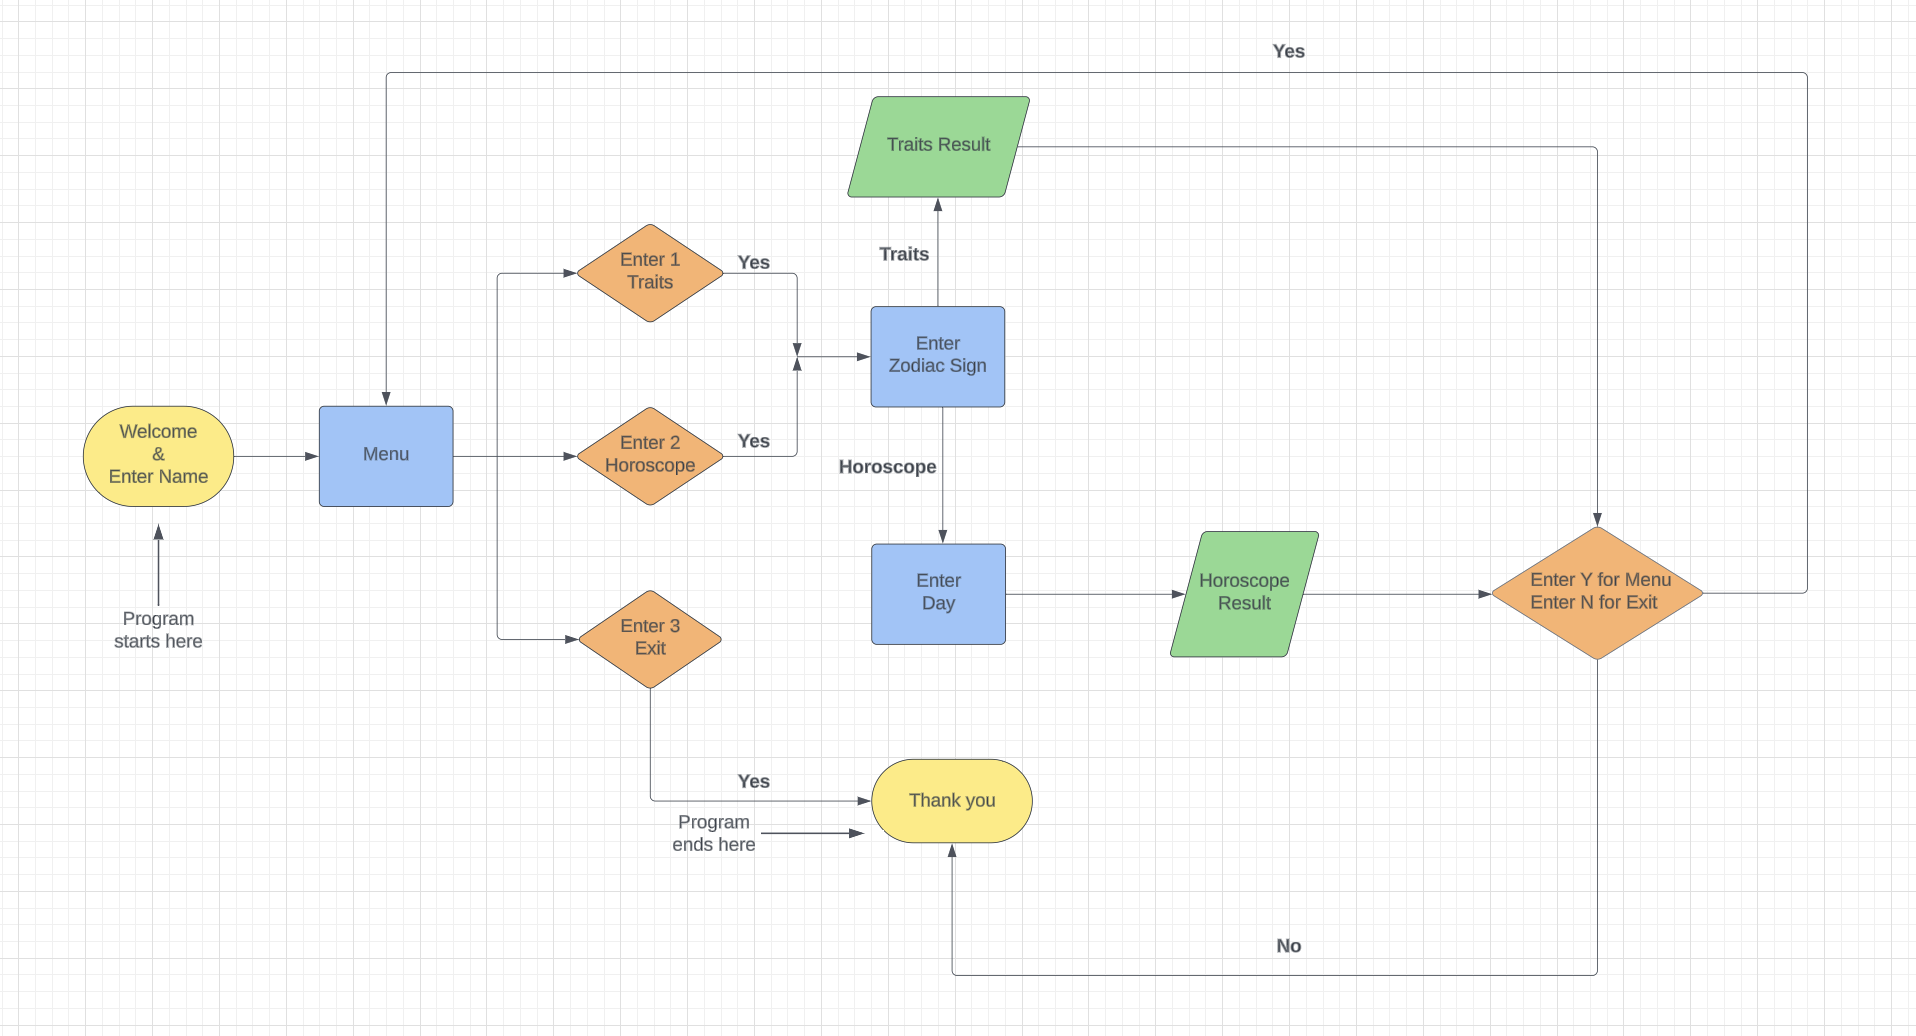 Yes
Traits Result
Traits
Enter 1
Traits
Yes
Enter
Zodiac Sign
Welcome
&
Enter Name
Menu
Enter 2
Horoscope
Yes
Horoscope
Program
starts here
Enter 3
Exit
Enter
Day
Horoscope
Result
Enter Y for Menu
Enter N for Exit
Yes
Thank you
Program
ends here
No